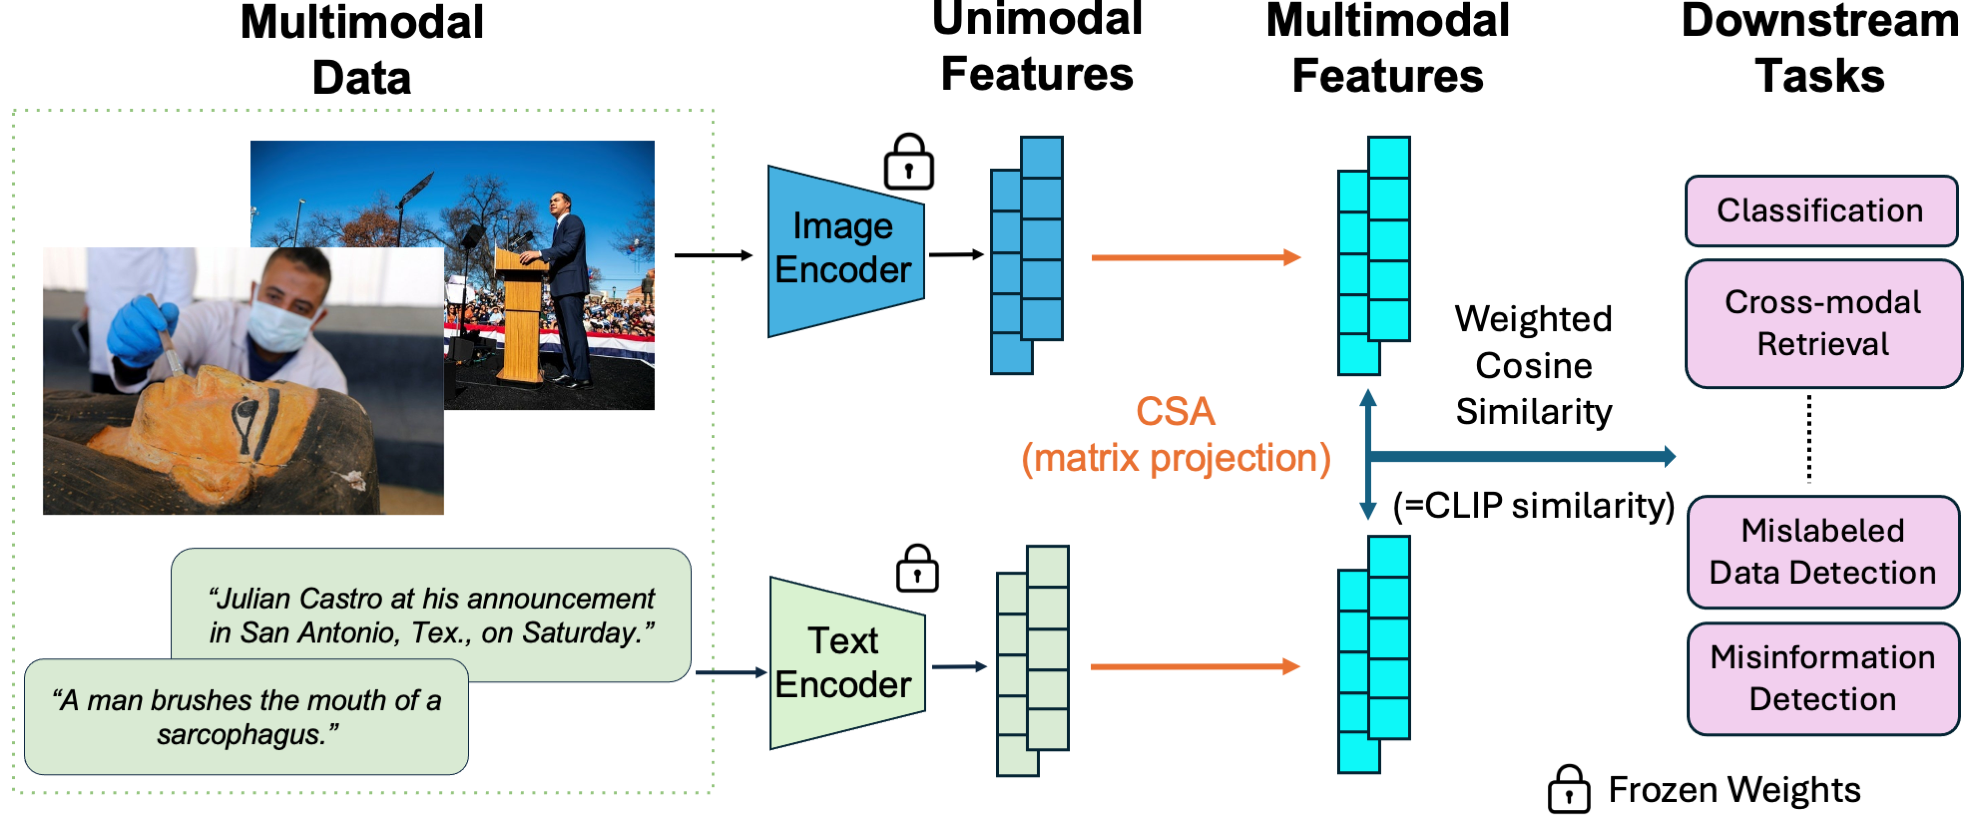 Multimodal
Data
Unimodal
Features
Multimodal
Features
Downstream
Tasks
Image
Encoder
Classification
Cross-modal
Retrieval
Weighted
Cosine
Similarity
CSA
(matrix projection)
(=CLIP similarity)
Mislabeled
Data Detection
“Julian Castro at his announcement
in San Antonio, Tex., on Saturday.”
Text
Encoder
“A man brushes the mouth of a
sarcophagus.”
Misinformation
Detection
Frozen Weights